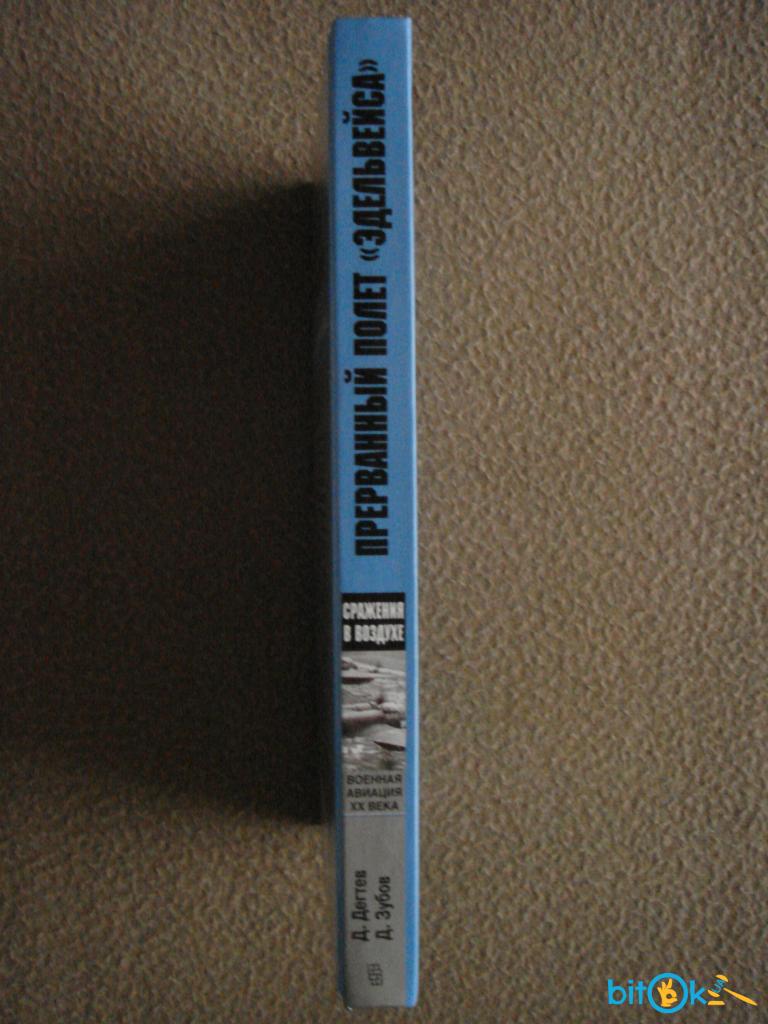 ПРЕРВАННЫЙ ПОЛЕТ «ЭДЕЛЬВЕЙСА»
СРАЖЕНИЯ
В ВОЗДУХЕ
ВОЕННАЯ
АВИАЦИЯ
XX ВЕКА
Д. Дегтев
Д. Зубов
bitOk